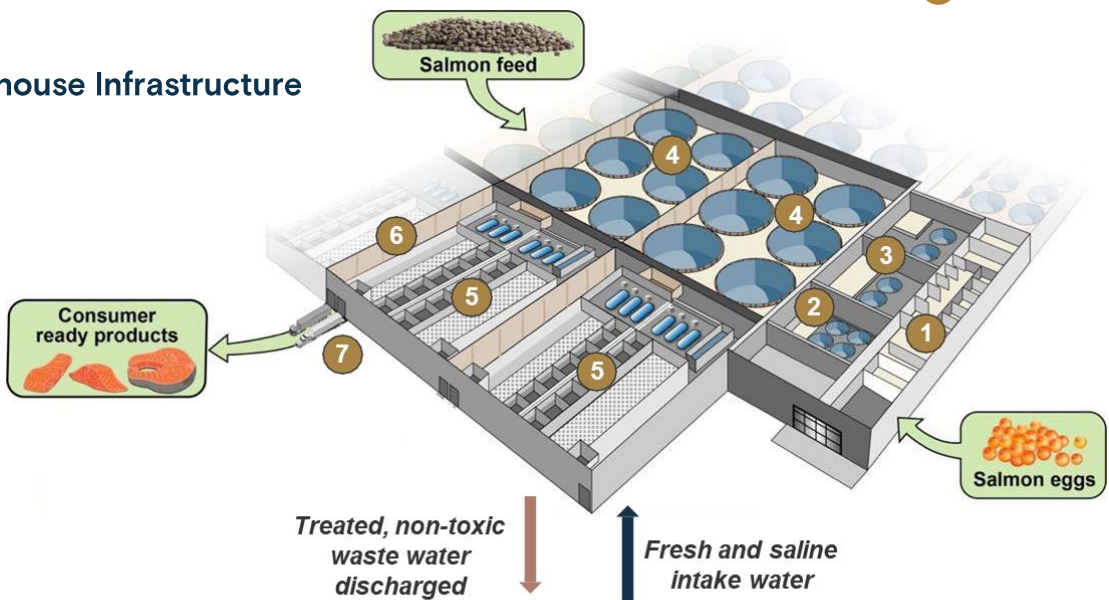 house Infrastructure
Salmon feed
4
4
3
6
5
2
1
Consumer
ready products
7
5
Salmon eggs
Treated, non-toxic
waste water
discharged
Fresh and saline
intake water